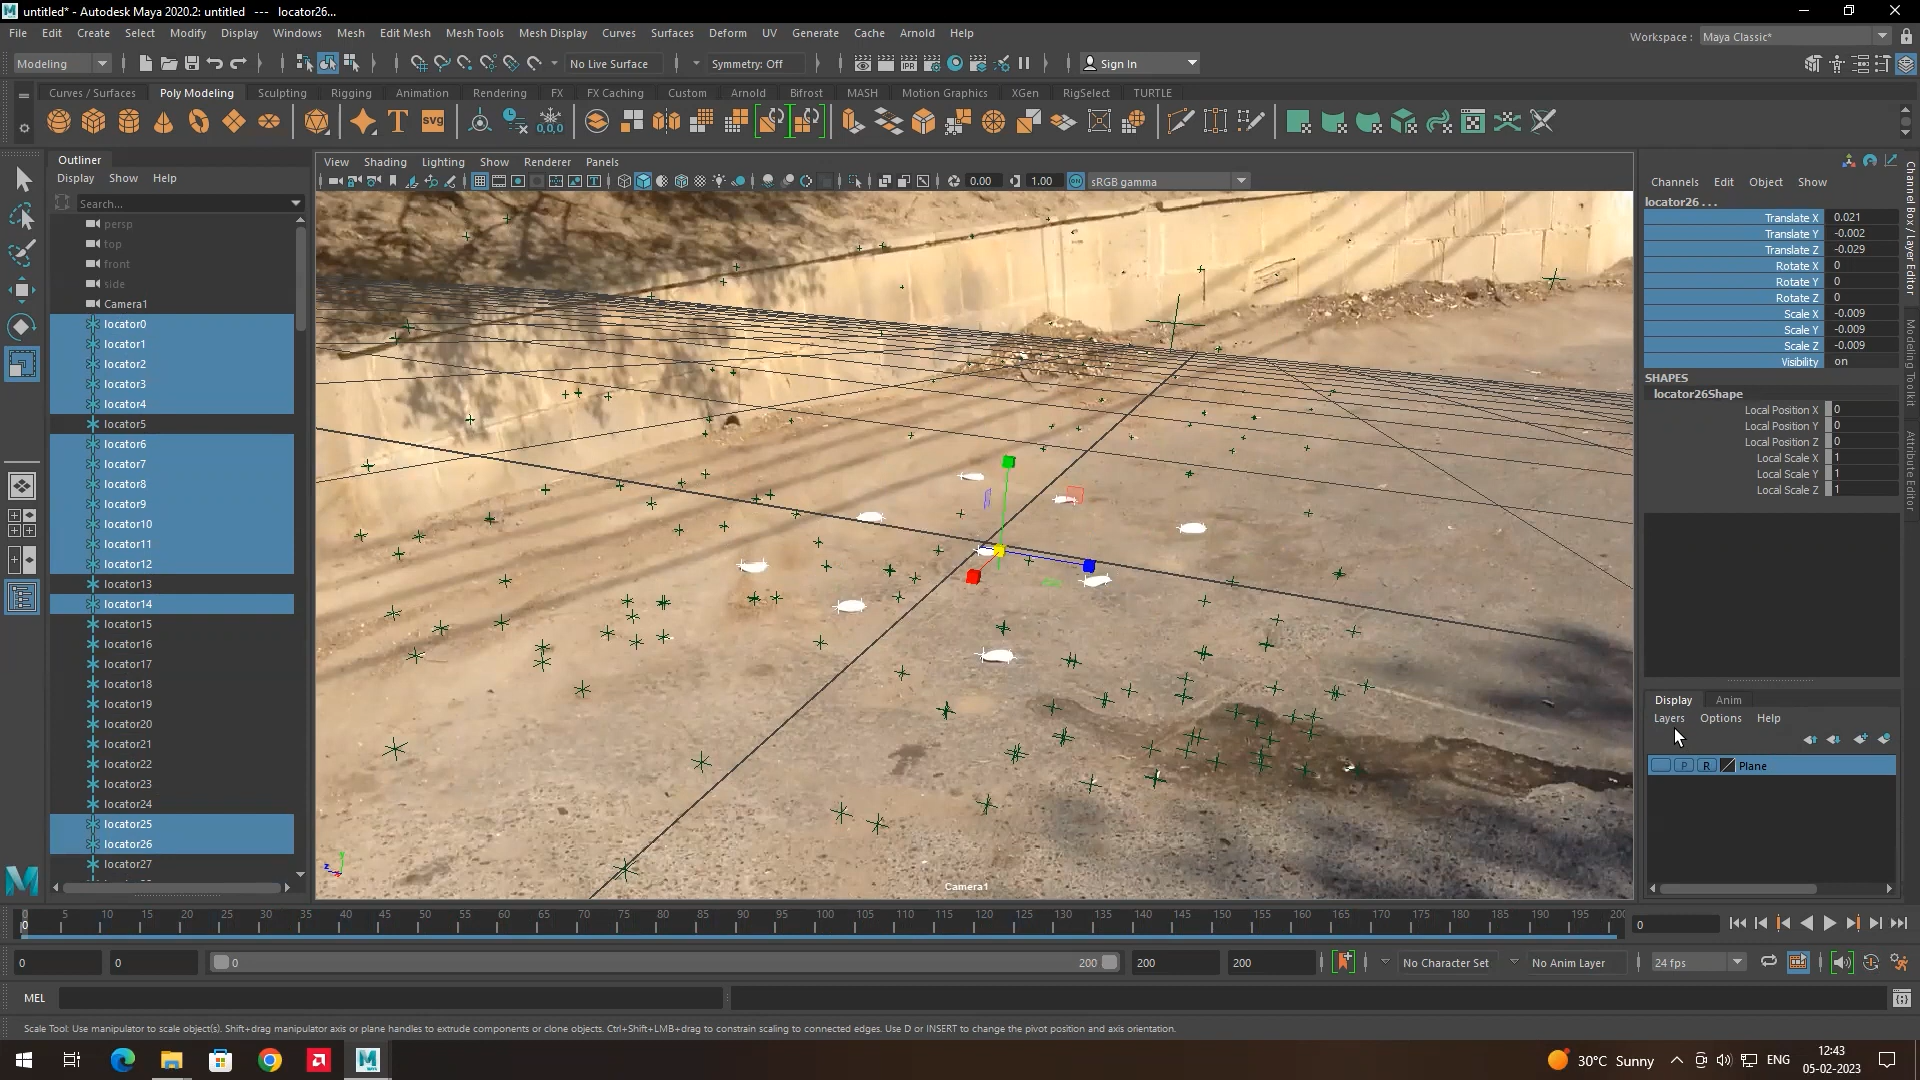 untitled* - Autodesk Maya 2020.2: untitled --- locator26...
File Edit Create Select Modify Display Windows Mesh Edit Mesh Mesh Tools Mesh Display Curves Surfaces Deform UV Generate Cache Arnold Help
Workspace : Maya Classic*
Modeling No Live Surface Symmetry: Off Sign In
Curves / Surfaces Poly Modeling Sculpting Rigging Animation Rendering FX FX Caching Custom Arnold Bifrost MASH Motion Graphics XGen RigSelect TURTLE
Outliner
Display Show Help
Search...
persp
top
front
side
Camera1
locator0
locator1
locator2
locator3
locator4
locator5
locator6
locator7
locator8
locator9
locator10
locator11
locator12
locator13
locator14
locator15
locator16
locator17
locator18
locator19
locator20
locator21
locator22
locator23
locator24
locator25
locator26
locator27
View Shading Lighting Show Renderer Panels
0.00 1.00 sRGB gamma
Camera1
Channels Edit Object Show
locator26 . . .
Translate X 0.021
Translate Y -0.002
Translate Z -0.029
Rotate X 0
Rotate Y 0
Rotate Z 0
Scale X -0.009
Scale Y -0.009
Scale Z -0.009
Visibility on
SHAPES
locator26Shape
Local Position X 0
Local Position Y 0
Local Position Z 0
Local Scale X 1
Local Scale Y 1
Local Scale Z 1
Channel Box / Layer Editor
Modeling Toolkit
Attribute Editor
Display Anim
Layers Options Help
P R Plane
0 5 10 15 20 25 30 35 40 45 50 55 60 65 70 75 80 85 90 95 100 105 110 115 120 125 130 135 140 145 150 155 160 165 170 175 180 185 190 195 200
0 0
0 0 0 200 200 200 No Character Set No Anim Layer 24 fps
MEL
Scale Tool: Use manipulator to scale object(s). Shift+drag manipulator axis or plane handles to extrude components or clone objects. Ctrl+Shift+LMB+drag to constrain scaling to connected edges. Use D or INSERT to change the pivot position and axis orientation.
30°C Sunny ENG 12:43
05-02-2023